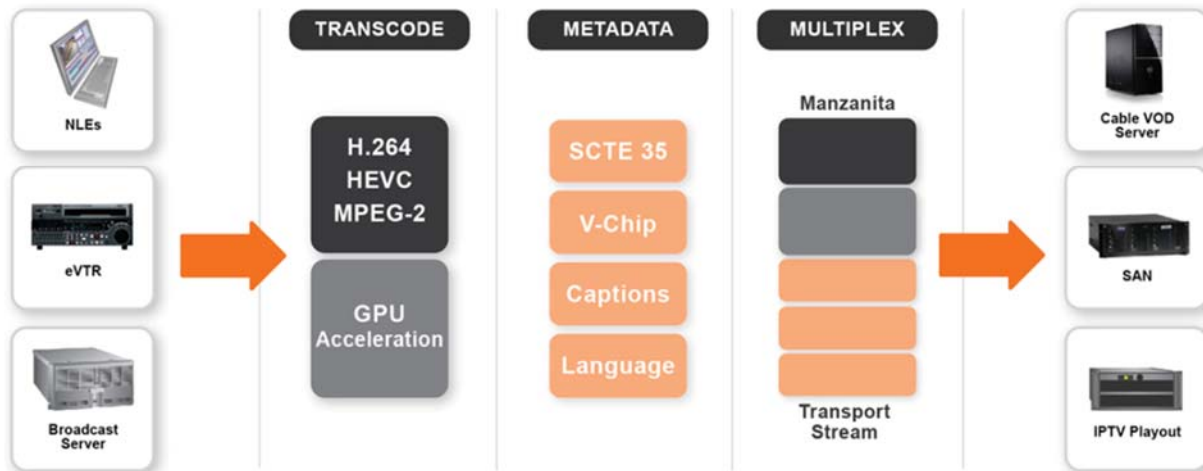 NLEs
eVTR
Broadcast
Server
TRANSCODE
H.264
HEVC
MPEG-2
GPU
Acceleration
METADATA
SCTE 35
V-Chip
Captions
Language
MULTIPLEX
Manzanita
Transport
Stream
Cable VOD
Server
SAN
IPTV Playout